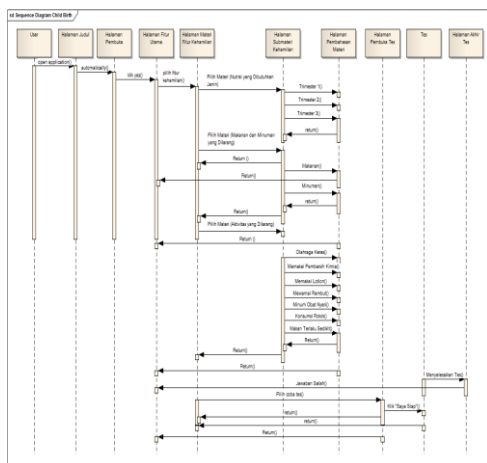 sd Sequence Diagram Child Birth
User
Halaman Judul
Halaman
Pembuka
Halaman Fitur
Utama
Halaman Materi
Fitur Kehamilan
Halaman
Submateri
Kehamilan
Halaman
Pembahasan
Materi
Halaman
Pembuka Tes
Tes
Halaman Akhir
Tes
open application()
automatically()
klik yes()
pilih fitur
kehamilan()
Pilih Materi (Nutrisi yang Dibutuhkan
Janin)
Trimester 1()
Trimester 2()
Trimester 3()
return()
Pilih Materi (Makanan dan Minuman
yang Dilarang)
Return ()
Makanan()
Return()
Minuman()
return()
Return()
Pilih Materi (Aktivitas yang Dilarang)
Return ()
Olahraga Keras()
Memakai Pembersih Kimia()
Memakai Lotion()
Mewarnai Rambut()
Minum Obat Nyeri()
Konsumsi Rokok()
Makan Terlalu Sedikit()
Return()
Return()
Return()
Menyelesaikan Tes()
Jawaban Salah()
Pilih coba tes()
Klik "Saya Siap"()
return()
return()
Return()